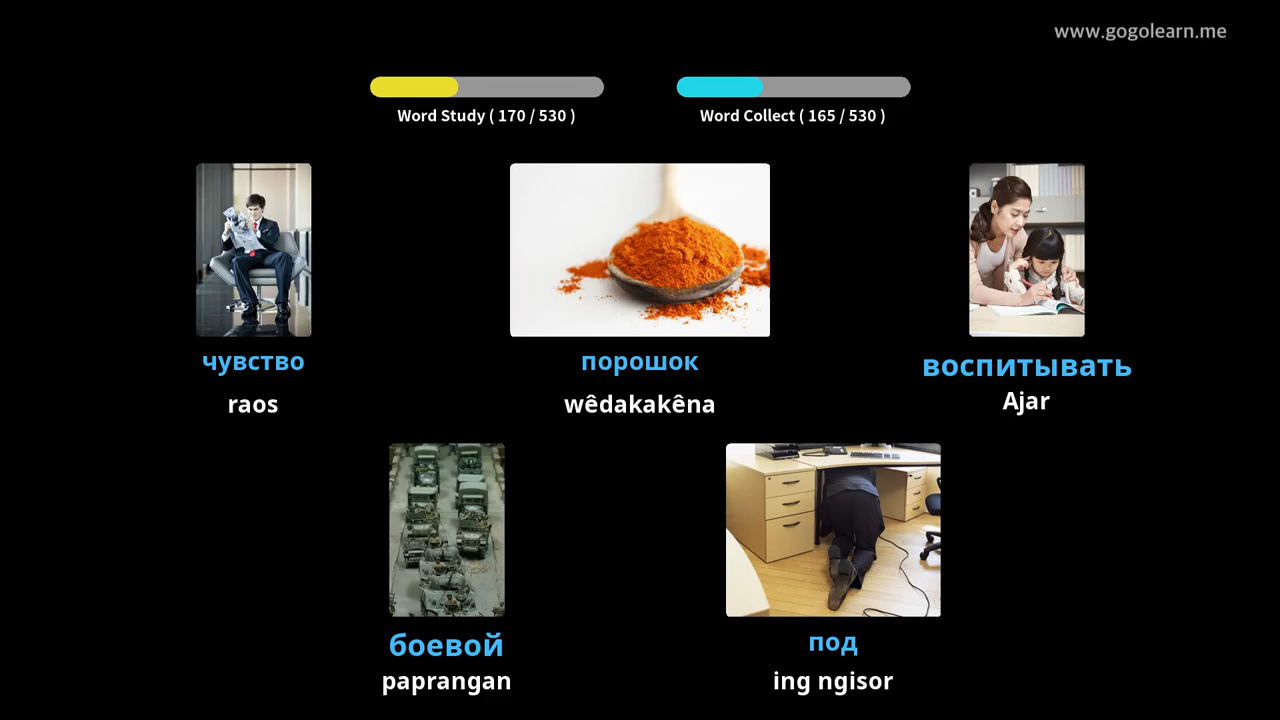 www.gogolearn.me
Word Study ( 170 / 530 )
Word Collect ( 165 / 530 )
чувство
raos
порошок
wêdakakêna
воспитывать
Ajar
боевой
paprangan
под
ing ngisor